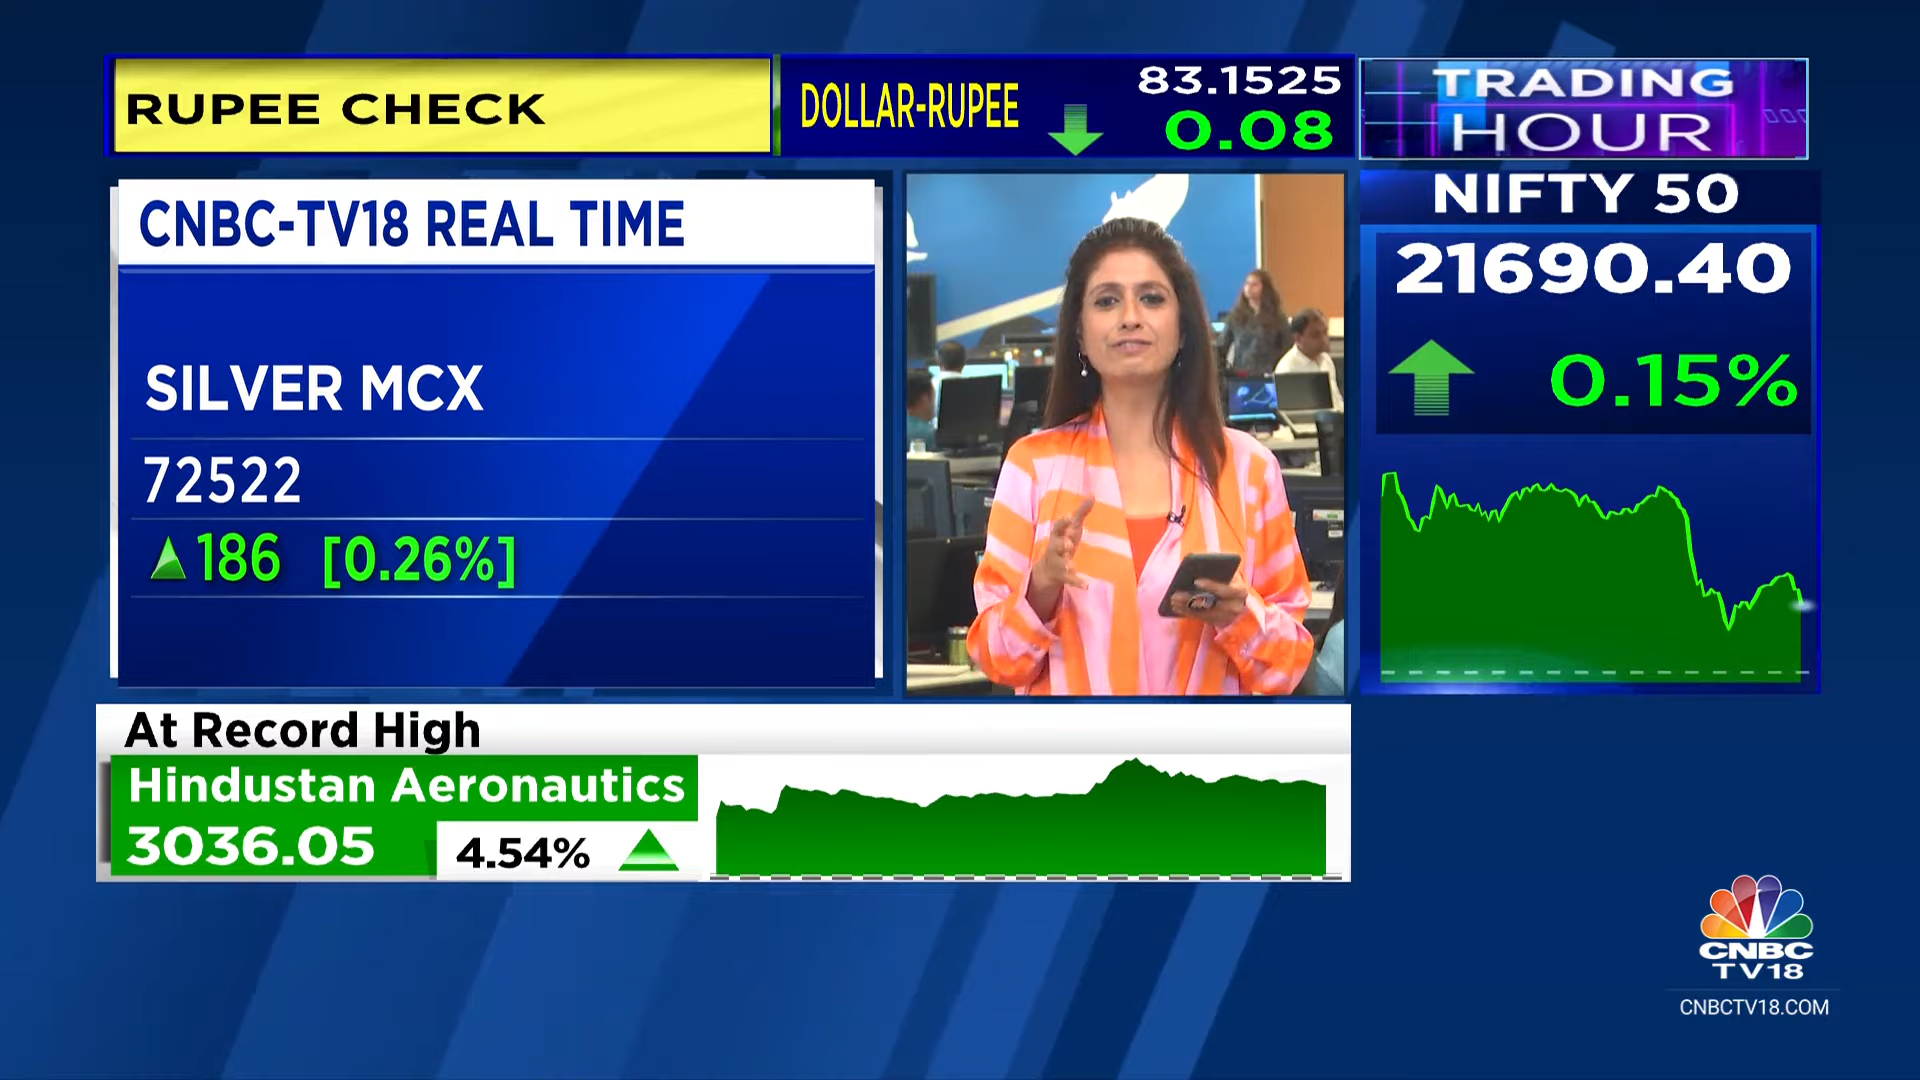 RUPEE CHECK
DOLLAR-RUPEE
83.1525
0.08
TRADING
HOUR
CNBC-TV18 REAL TIME
SILVER MCX
72522
186 [0.26%]
NIFTY 50
21690.40
0.15%
At Record High
Hindustan Aeronautics
3036.05
4.54%
CNBC
TV18
CNBCTV18.COM